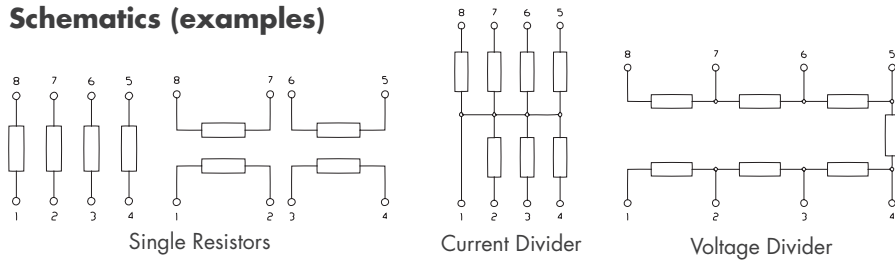 Schematics (examples)
8 7 6 5
1 2 3 4
8 7 6 5
1 2 3 4
Single Resistors
8 7 6 5
1 2 3 4
Current Divider
8 7 6 5
1 2 3 4
Voltage Divider